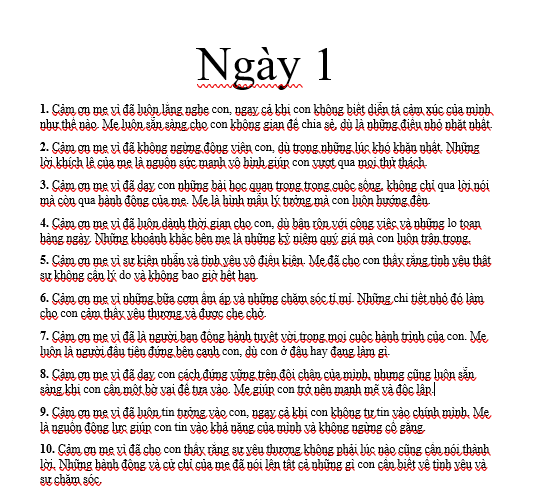 Ngày 1
1. Cảm ơn mẹ vì đã luôn lắng nghe con, ngay cả khi con không biết diễn tả cảm xúc của mình
như thế nào. Mẹ luôn sẵn sàng cho con không gian để chia sẻ, dù là những điều nhỏ nhặt nhất.
2. Cảm ơn mẹ vì đã không ngừng động viên con, dù trong những lúc khó khăn nhất. Những
lời khích lệ của mẹ là nguồn sức mạnh vô hình giúp con vượt qua mọi thử thách.
3. Cảm ơn mẹ vì đã dạy con những bài học quan trọng trong cuộc sống, không chỉ qua lời nói
mà còn qua hành động của mẹ. Mẹ là hình mẫu lý tưởng mà con luôn hướng đến.
4. Cảm ơn mẹ vì đã luôn dành thời gian cho con, dù bận rộn với công việc và những lo toan
hàng ngày. Những khoảnh khắc bên mẹ là những kỷ niệm quý giá mà con luôn trân trọng.
5. Cảm ơn mẹ vì sự kiên nhẫn và tình yêu vô điều kiện. Mẹ đã cho con thấy rằng tình yêu thật
sự không cần lý do và không bao giờ hết hạn.
6. Cảm ơn mẹ vì những bữa cơm ấm áp và những chăm sóc tỉ mỉ. Những chi tiết nhỏ đó làm
cho con cảm thấy yêu thương và được che chở.
7. Cảm ơn mẹ vì đã là người bạn đồng hành tuyệt vời trong mọi cuộc hành trình của con. Mẹ
luôn là người đầu tiên đứng bên cạnh con, dù con ở đâu hay đang làm gì.
8. Cảm ơn mẹ vì đã dạy con cách đứng vững trên đôi chân của mình, nhưng cũng luôn sẵn
sàng khi con cần một bờ vai để tựa vào. Mẹ giúp con trở nên mạnh mẽ và độc lập.
9. Cảm ơn mẹ vì đã luôn tin tưởng vào con, ngay cả khi con không tự tin vào chính mình. Mẹ
là nguồn động lực giúp con tin vào khả năng của mình và không ngừng cố gắng.
10. Cảm ơn mẹ vì đã cho con thấy rằng sự yêu thương không phải lúc nào cũng cần nói thành
lời. Những hành động và cử chỉ của mẹ đã nói lên tất cả những gì con cần biết về tình yêu và
sự chăm sóc.